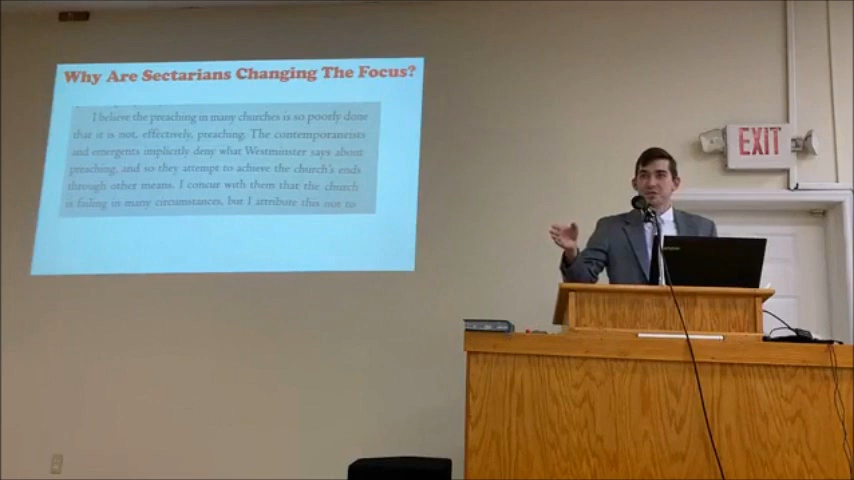 Why Are Sectarians Changing The Focus?
I believe the preaching in many churches is so poorly done
that it is not, effectively, preaching. The contemporaneists
and emergents implicitly deny what Westminster says about
preaching, and so they attempt to achieve the church's ends
through other means. I concur with them that the church
is failing in many circumstances, but I attribute this not to
EXIT
lenovo